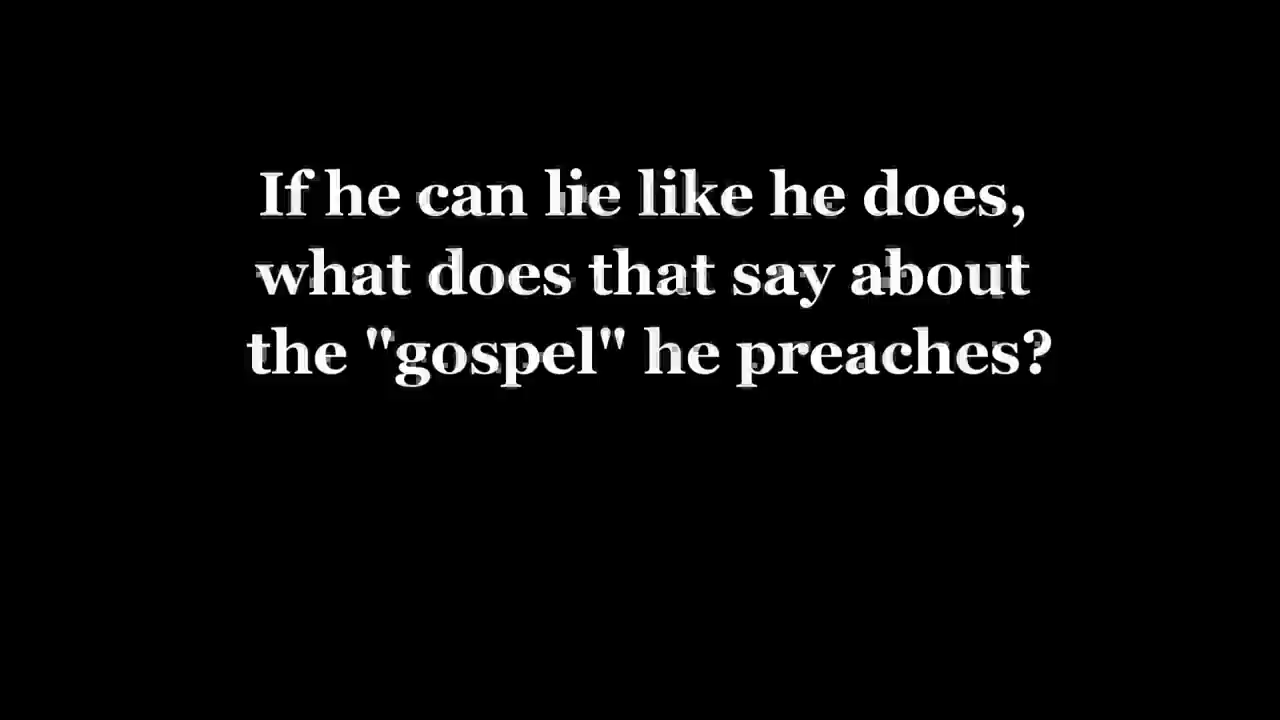 If he can lie like he does,
what does that say about
the "gospel" he preaches?